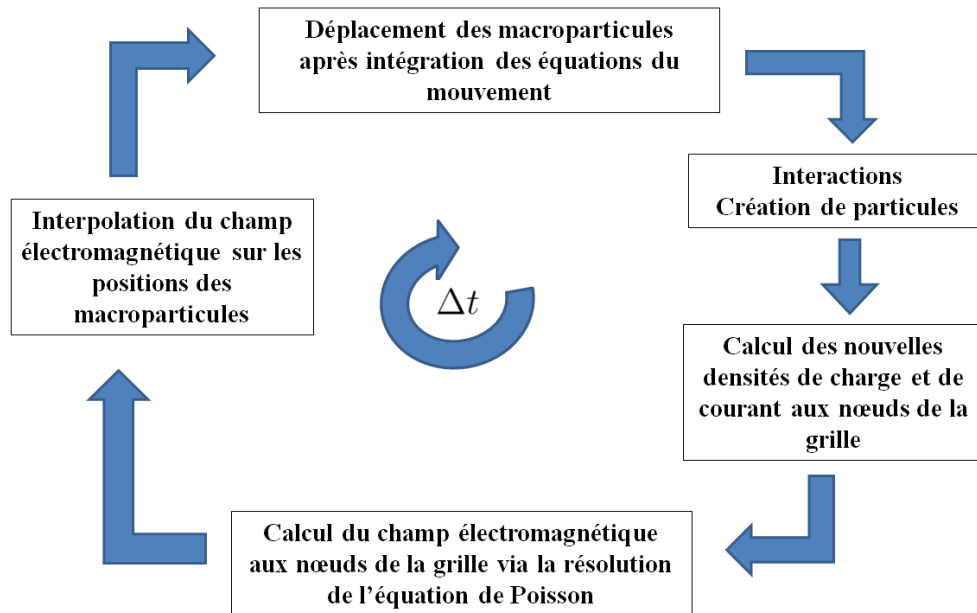 Déplacement des macroparticules
après intégration des équations du
mouvement
Interactions
Création de particules
Calcul des nouvelles
densités de charge et de
courant aux nœuds de la
grille
Calcul du champ électromagnétique
aux nœuds de la grille via la résolution
de l'équation de Poisson
Interpolation du champ
électromagnétique sur les
positions des
macroparticules
Δt